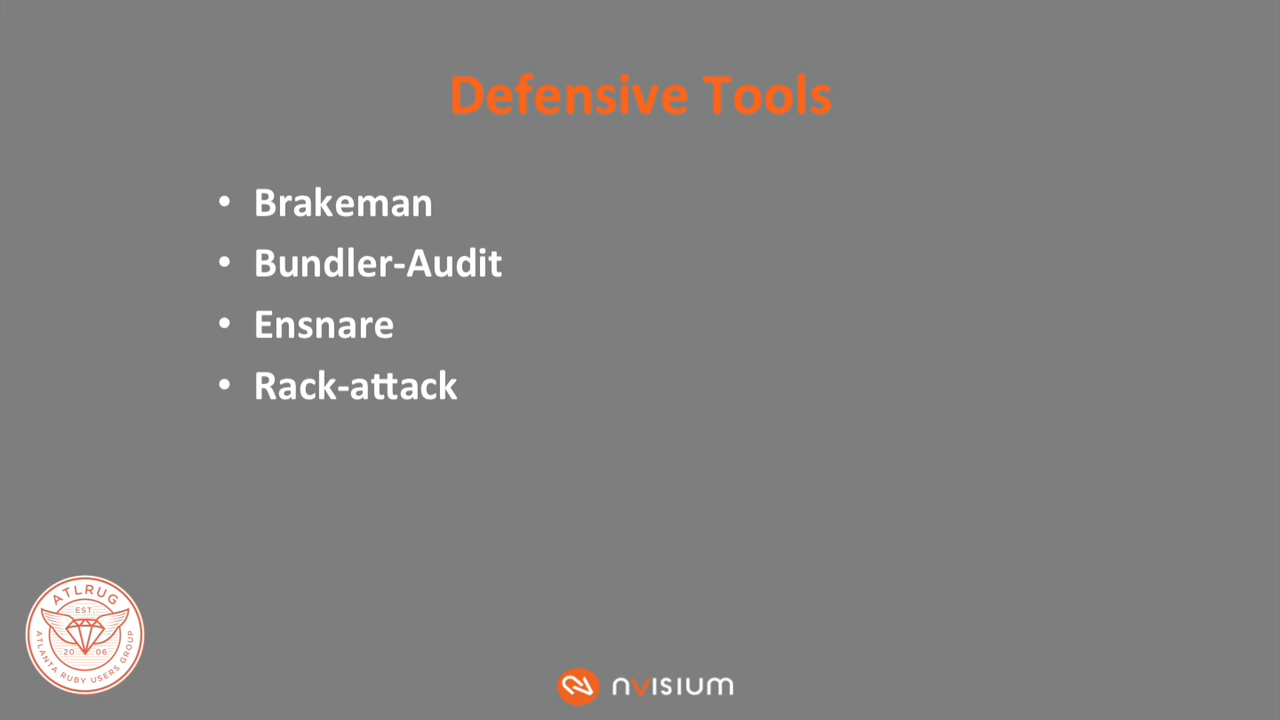 Defensive Tools
• Brakeman
• Bundler-Audit
• Ensnare
• Rack-attack
ATLRUG
EST.
20 06
ATLANTA RUBY USERS GROUP
nVISIUM